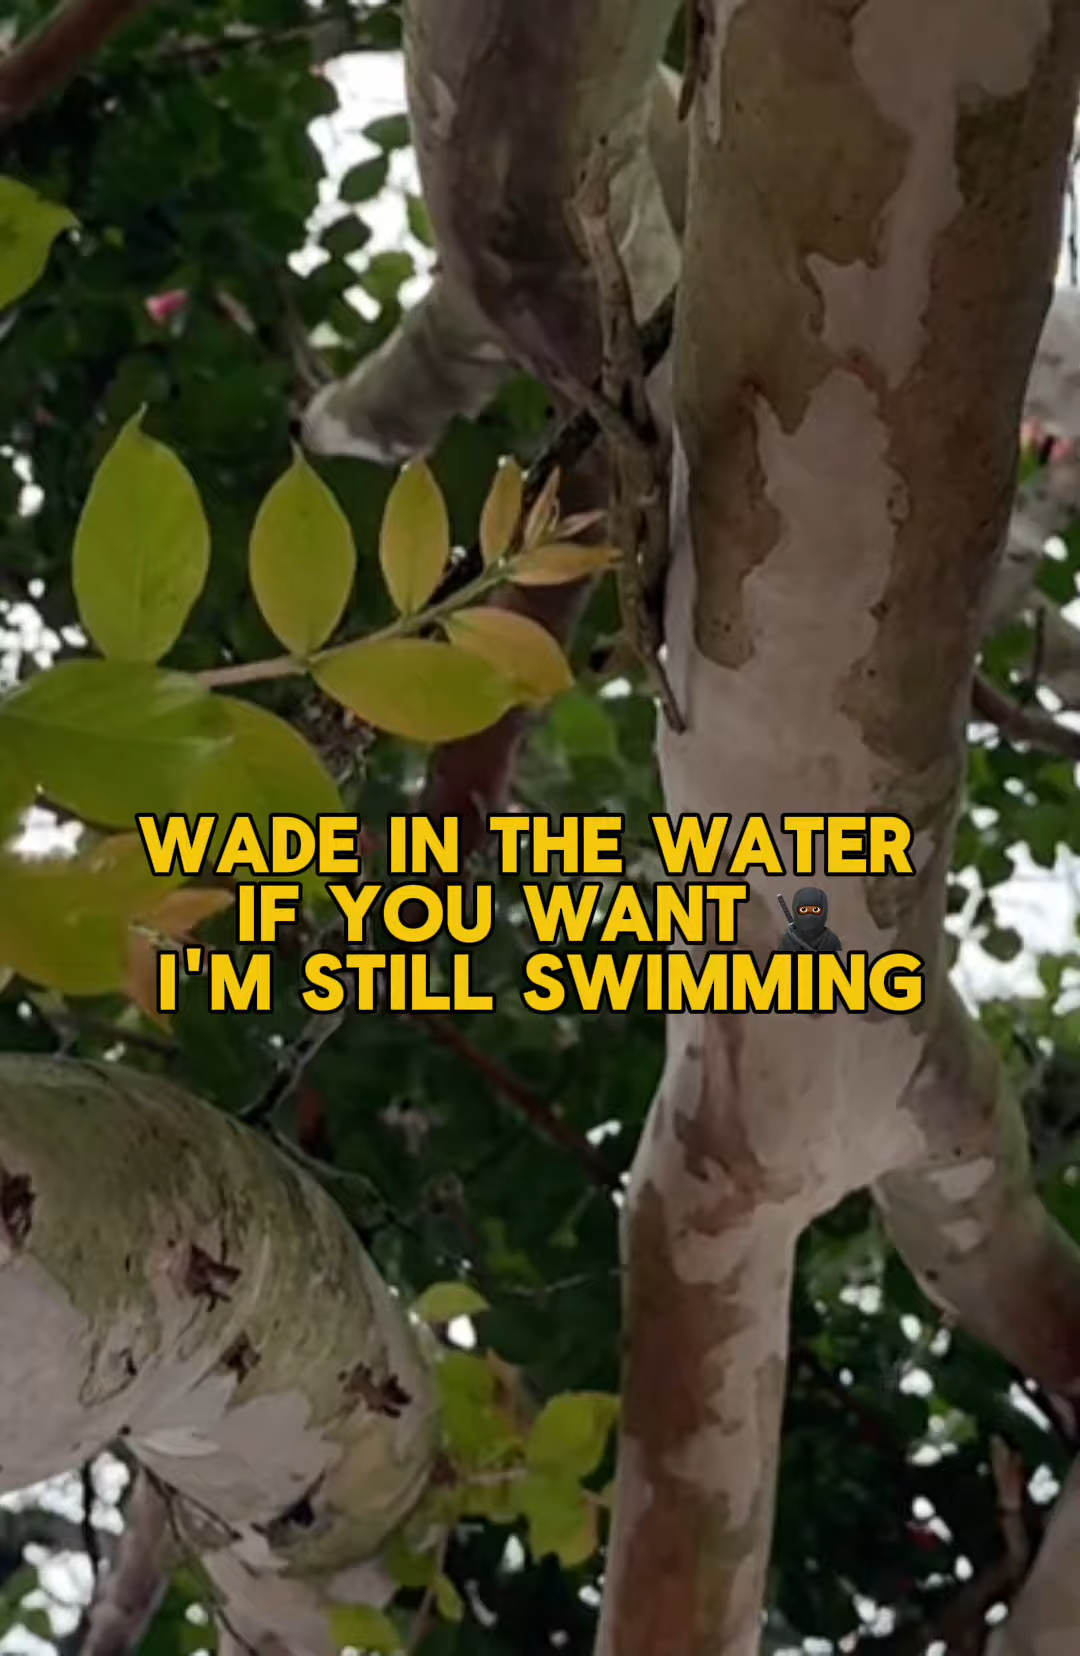 WADE IN THE WATER
IF YOU WANT 🥷🏾
I'M STILL SWIMMING